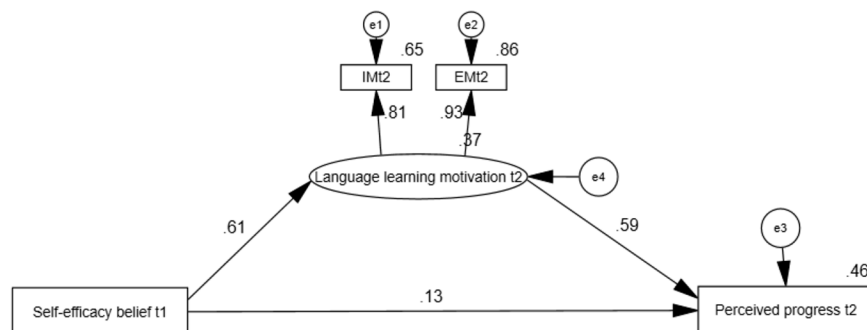 e1
e2
.65
.86
IMt2
EMt2
.81
.93
.37
Language learning motivation t2
e4
.61
.59
e3
.46
Self-efficacy belief t1
.13
Perceived progress t2